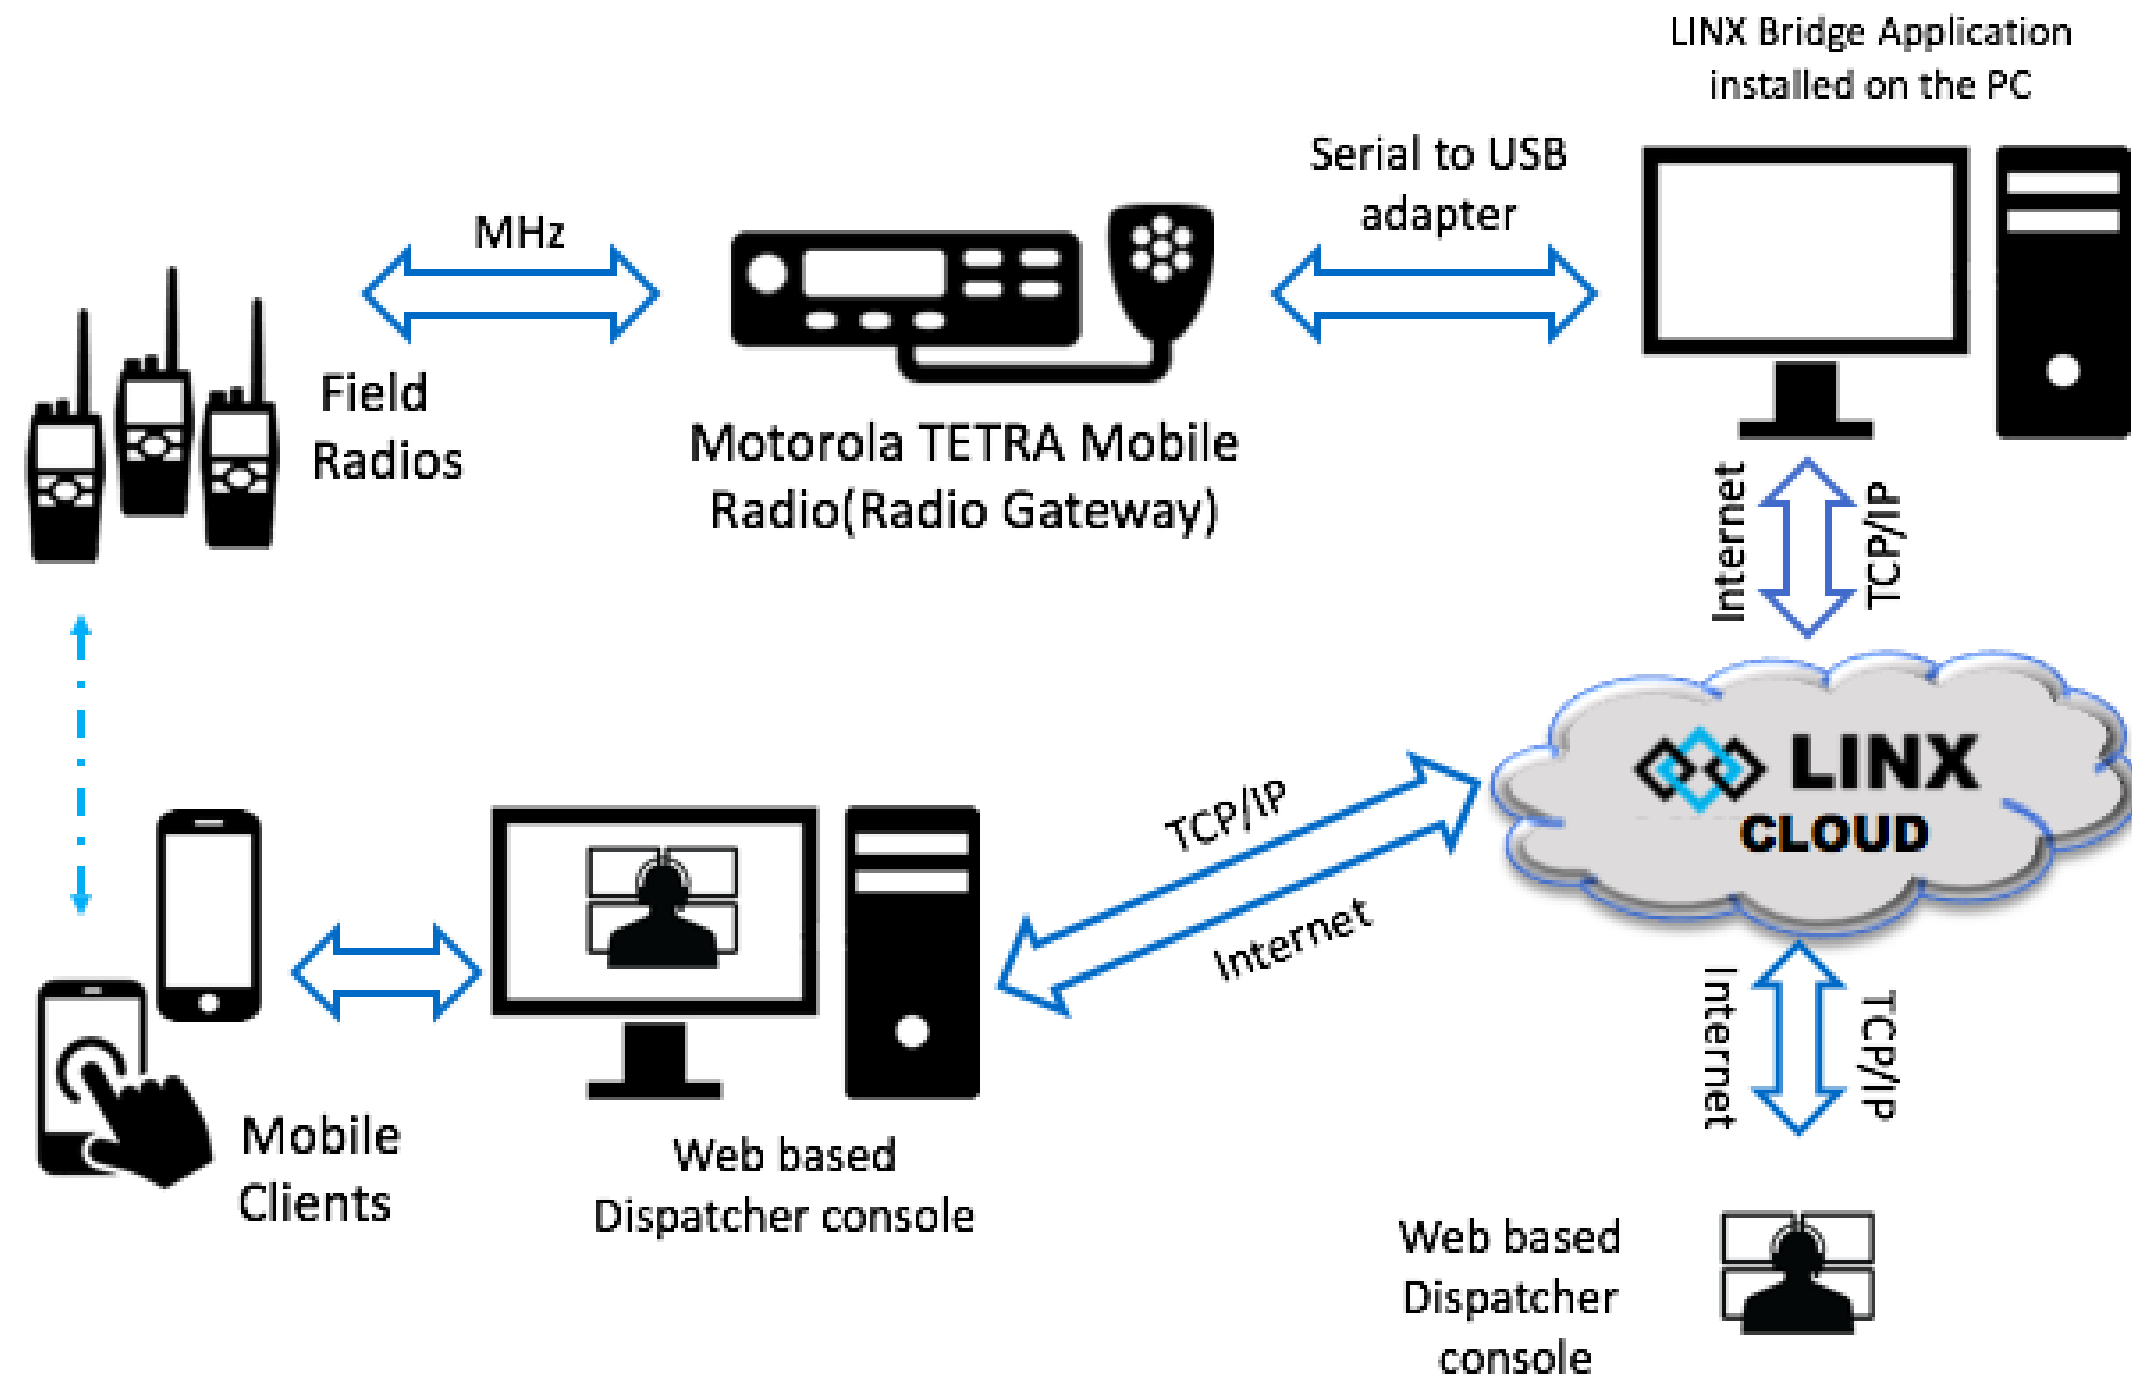 LINX Bridge Application
installed on the PC
Serial to USB
adapter
MHz
Field
Radios
Motorola TETRA Mobile
Radio(Radio Gateway)
Internet
TCP/IP
LINX
CLOUD
TCP/IP
Internet
Internet
TCP/IP
Mobile
Clients
Web based
Dispatcher console
Web based
Dispatcher
console